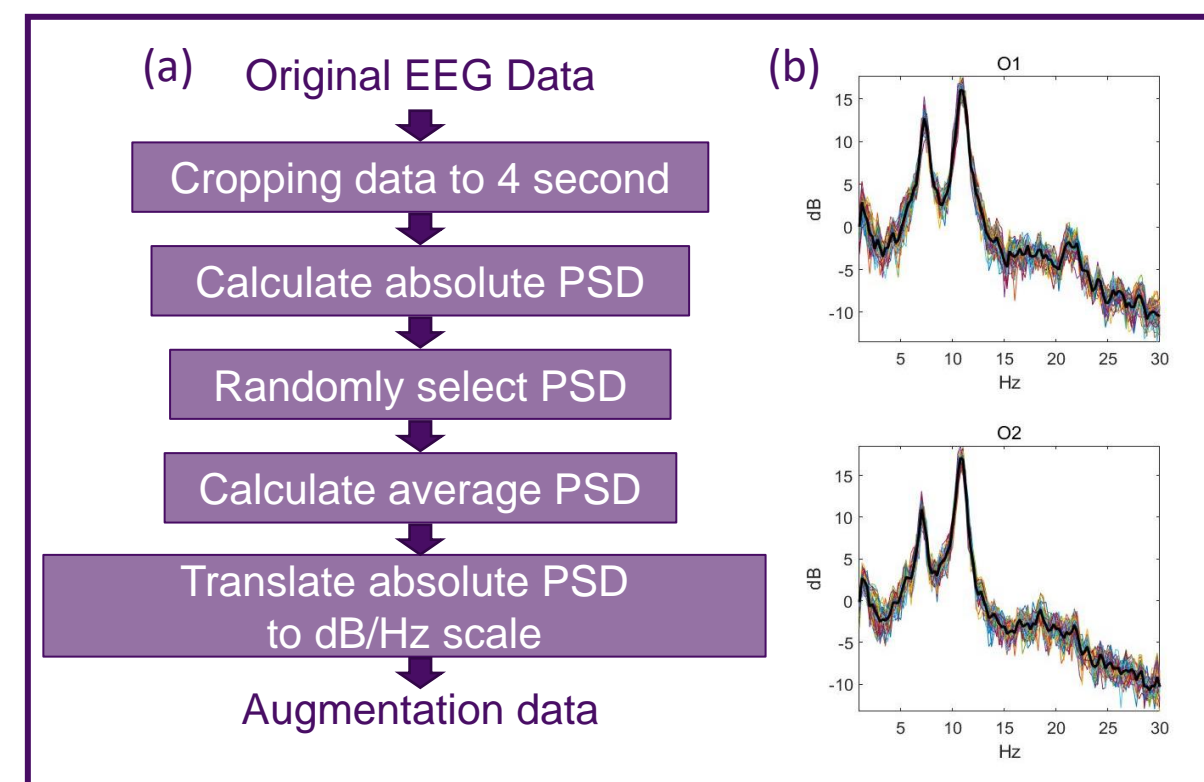 (a)
Original EEG Data
Cropping data to 4 second
Calculate absolute PSD
Randomly select PSD
Calculate average PSD
Translate absolute PSD
to dB/Hz scale
Augmentation data
(b)
O1
15
10
5
0
-5
-10
dB
5 10 15 20 25 30
Hz
O2
15
10
5
0
-5
-10
dB
5 10 15 20 25 30
Hz